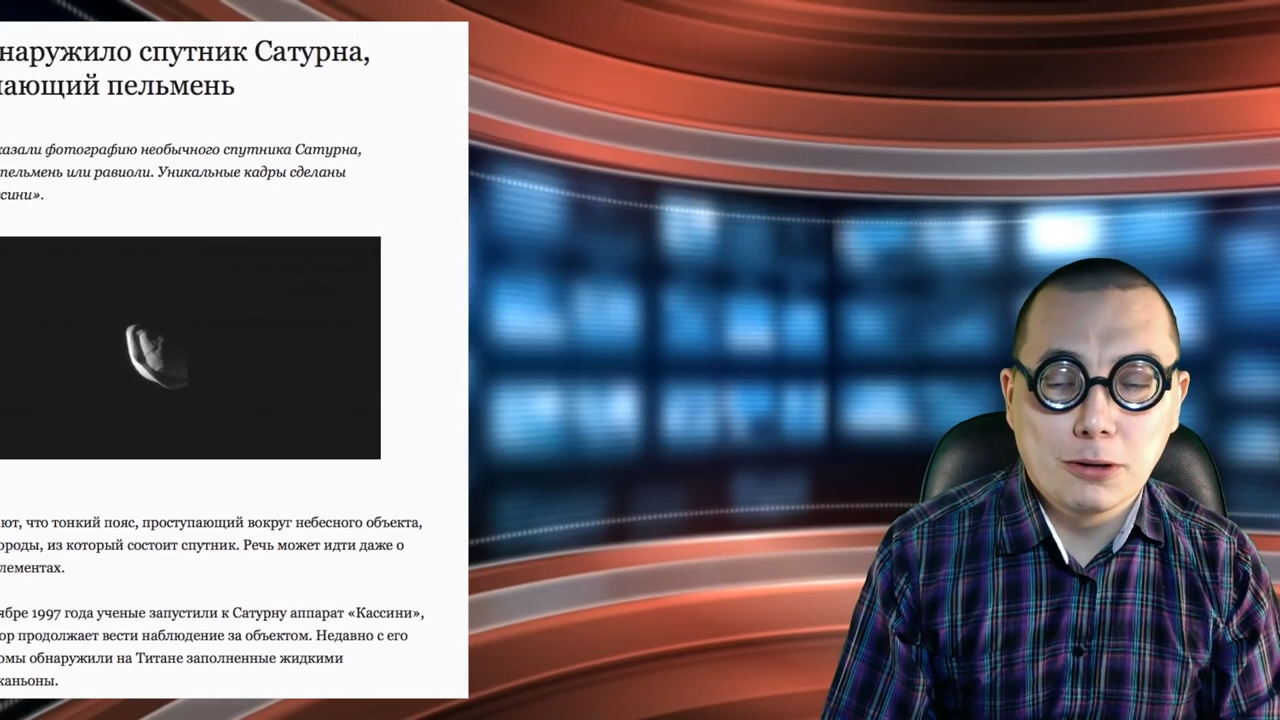 наружило спутник Сатурна,
ающий пельмень
казали фотографию необычного спутника Сатурна,
пельмень или равиоли. Уникальные кадры сделаны
сини».
ют, что тонкий пояс, проступающий вокруг небесного объекта,
ороды, из который состоит спутник. Речь может идти даже о
лементах.
ябре 1997 года ученые запустили к Сатурну аппарат «Кассини»,
ор продолжает вести наблюдение за объектом. Недавно с его
омы обнаружили на Титане заполненные жидкими
каньоны.